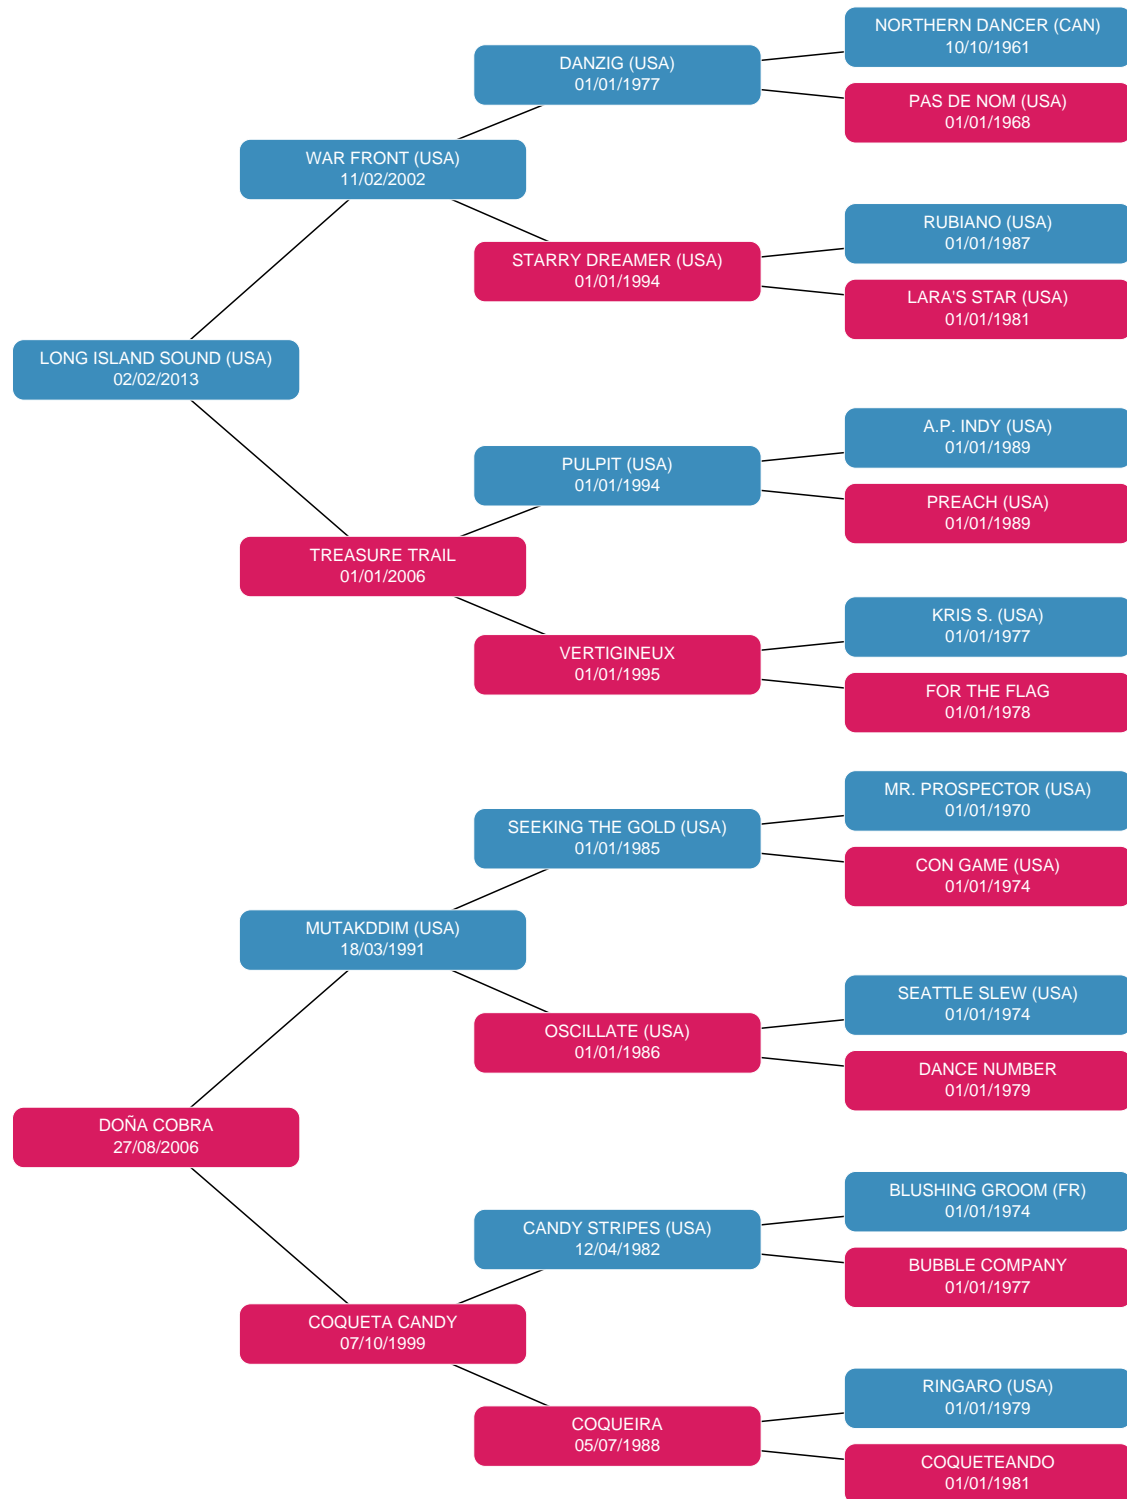 NORTHERN DANCER (CAN)
10/10/1961
DANZIG (USA)
01/01/1977
PAS DE NOM (USA)
01/01/1968
WAR FRONT (USA)
11/02/2002
RUBIANO (USA)
01/01/1987
STARRY DREAMER (USA)
01/01/1994
LARA'S STAR (USA)
01/01/1981
LONG ISLAND SOUND (USA)
02/02/2013
A.P. INDY (USA)
01/01/1989
PULPIT (USA)
01/01/1994
PREACH (USA)
01/01/1989
TREASURE TRAIL
01/01/2006
KRIS S. (USA)
01/01/1977
VERTIGINEUX
01/01/1995
FOR THE FLAG
01/01/1978
MR. PROSPECTOR (USA)
01/01/1970
SEEKING THE GOLD (USA)
01/01/1985
CON GAME (USA)
01/01/1974
MUTAKDDIM (USA)
18/03/1991
SEATTLE SLEW (USA)
01/01/1974
OSCILLATE (USA)
01/01/1986
DANCE NUMBER
01/01/1979
DOÑA COBRA
27/08/2006
BLUSHING GROOM (FR)
01/01/1974
CANDY STRIPES (USA)
12/04/1982
BUBBLE COMPANY
01/01/1977
COQUETA CANDY
07/10/1999
RINGARO (USA)
01/01/1979
COQUEIRA
05/07/1988
COQUETEANDO
01/01/1981